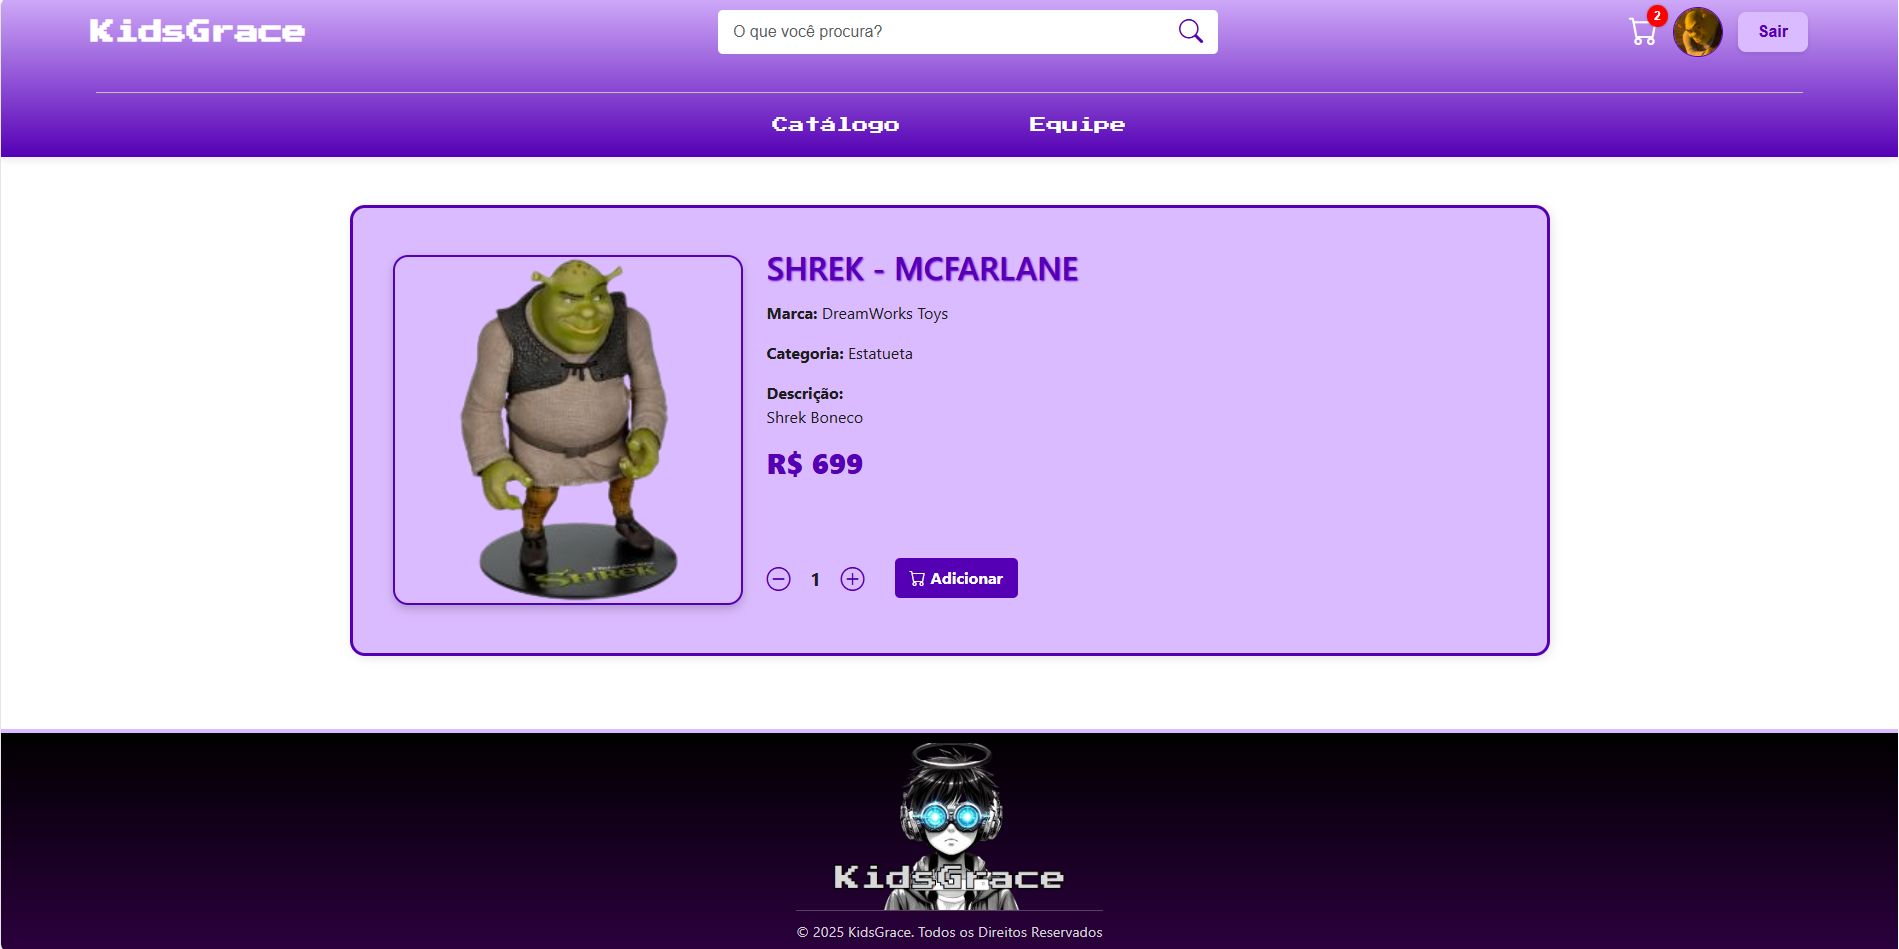 KidsGrace
O que você procura?
2
Sair
Catálogo
Equipe
SHREK - MCFARLANE
Marca: DreamWorks Toys
Categoria: Estatueta
Descrição:
Shrek Boneco
R$ 699
SHREK
1
Adicionar
KidsGrace
© 2025 KidsGrace. Todos os Direitos Reservados